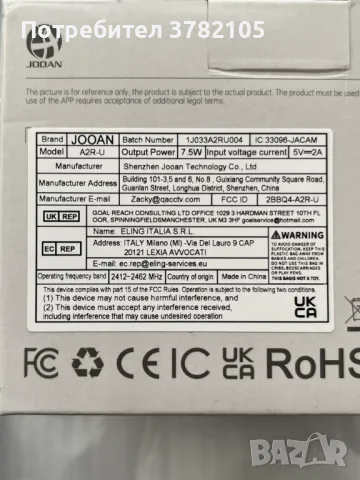 Потребител 3782105
JOOAN
The picture is for reference only, the product is subject to the actual product. The product must be used
use of the APP requires acceptance of additional legal terms.
Brand JOOAN Batch Number 1J033A2RU004 IC 33096-JACAM
Model A2R-U Output Power 7.5W Input voltage current 5V⎓2A
Manufacturer Shenzhen Jooan Technology Co., Ltd
Manufacturer Address Building 101-3,5 and 6, No.8 , Guixiang Community Square Road,
Guanlan Street, Longhua District, Shenzhen, China
Manufacturer E-Mail Zacky@qacctv.com FCC ID 2BBQ4-A2R-U
UK REP GOAL REACH CONSULTING LTD OFFICE 1029 3 HARDMAN STREET 10TH FLOOR,
OOR, SPINNINGFIELDSMANCHESTER, UK M3 3HF goalservice@hotmail.com
EC REP Name: ELING ITALIA S.R.L.
Address: ITALY Milano (MI) -Via Del Lauro 9 CAP
20121 LEXIA AVVOCATI
E-mail: ec.rep@eling-services.eu
WARNING
TO AVOID DANGER OF
SUFFOCATION, KEEP THIS
PLASTIC BAG AWAY FROM
BABIES AND CHILDREN.
DO NOT USE THIS BAG IN
CRIBS, BEDS, CARRIAGES
OR PLAY PENS.
THIS BAG IS NOT A TOY.
Operating frequency band 2412~2462 MHz Country of origin Made in China
This device complies with part 15 of the FCC Rules. Operation is subject to the
following two conditions:
(1) This device may not cause harmful interference, and
(2) This device must accept any interference received, including
interference that may cause undesired operation
UK
CA
FC CE IC UK
CA RoHS
bazar